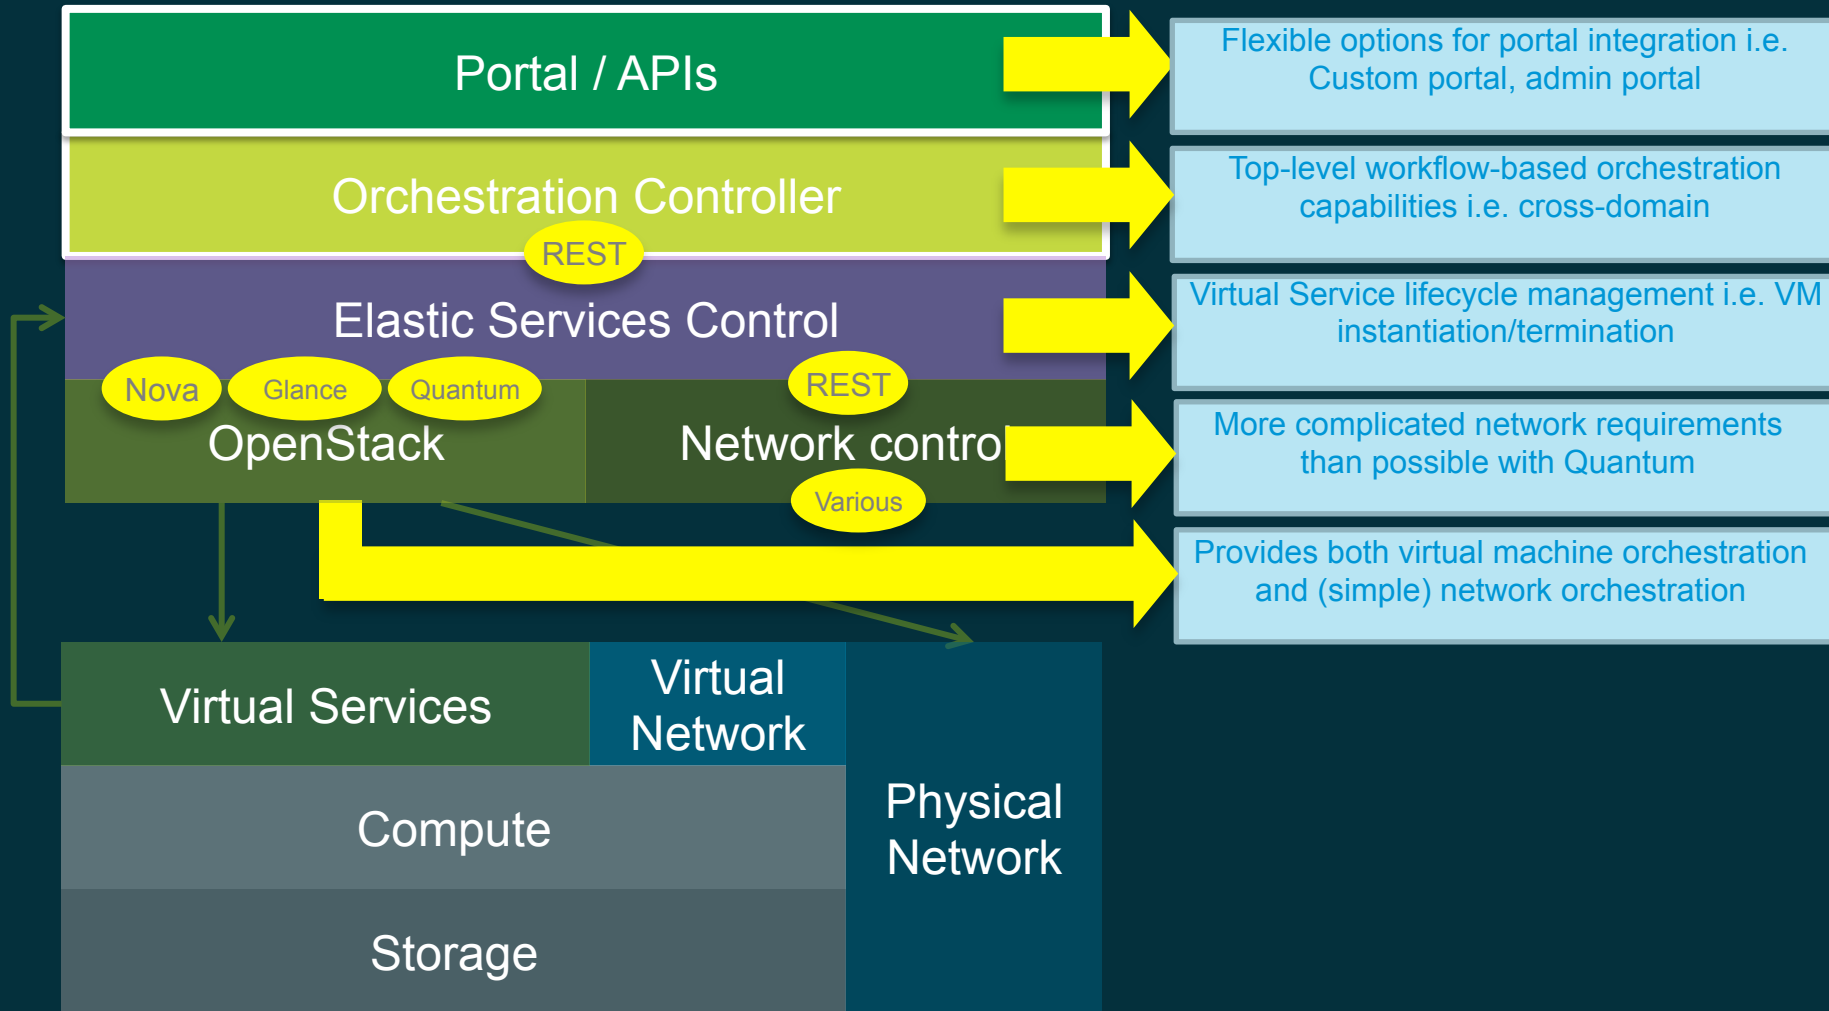 Portal / APIs
Flexible options for portal integration i.e.
Custom portal, admin portal
Orchestration Controller
Top-level workflow-based orchestration
capabilities i.e. cross-domain
REST
Elastic Services Control
Virtual Service lifecycle management i.e. VM
instantiation/termination
Nova
Glance
Quantum
REST
OpenStack
Network contro
More complicated network requirements
than possible with Quantum
Various
Provides both virtual machine orchestration
and (simple) network orchestration
Virtual Services
Virtual
Network
Physical
Network
Compute
Storage